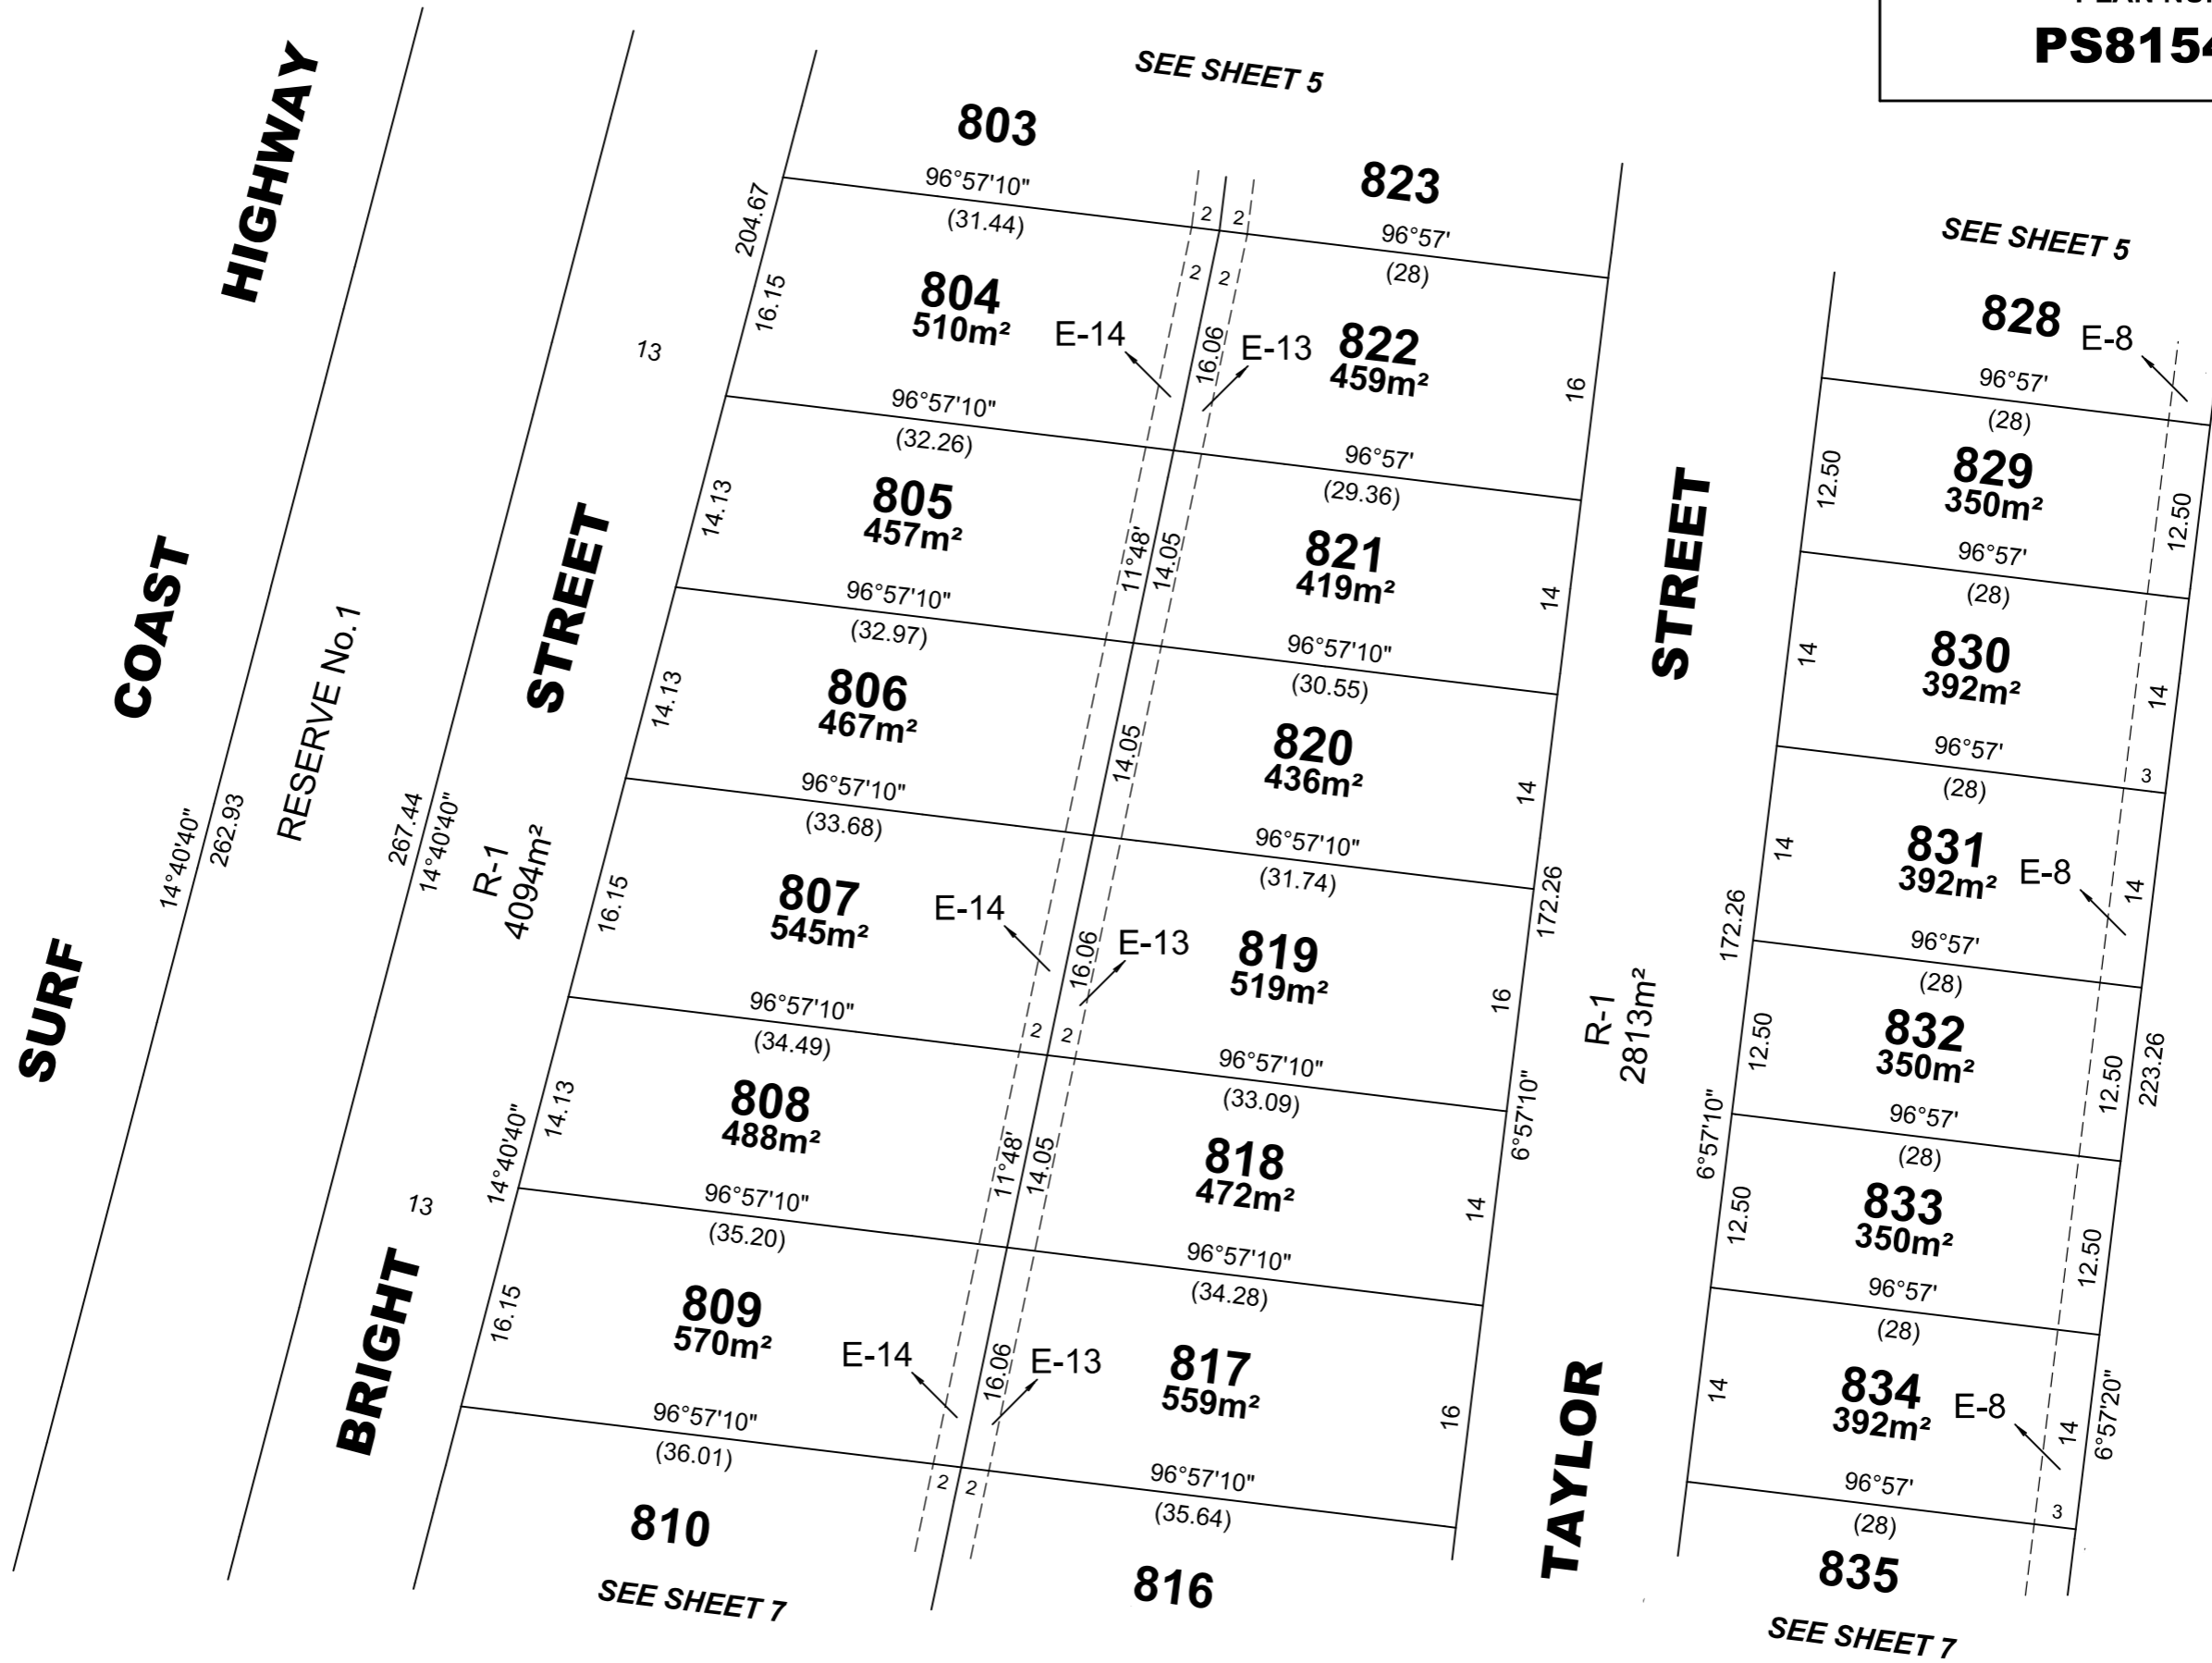 PS8154
SEE SHEET 5
SURF COAST HIGHWAY
14°40'40"
262.93
RESERVE No.1
267.44
14°40'40"
BRIGHT STREET
13
13
R-1
4094m²
204.67
14°40'40"
803
96°57'10"
(31.44)
2 2
2 2
16.15
804
510m²
E-14
16.06
96°57'10"
(32.26)
14.13
805
457m²
11°48'
14.05
96°57'10"
(32.97)
14.13
806
467m²
14.05
96°57'10"
(33.68)
16.15
807
545m²
E-14
16.06
96°57'10"
(34.49)
2 2
14.13
808
488m²
11°48'
14.05
96°57'10"
(35.20)
16.15
809
570m²
E-14
16.06
96°57'10"
(36.01)
2 2
810
SEE SHEET 7
823
96°57'
(28)
E-13
822
459m²
16
96°57'
(29.36)
821
419m²
14
96°57'10"
(30.55)
820
436m²
14
96°57'10"
(31.74)
E-13
819
519m²
16
96°57'10"
(33.09)
818
472m²
14
96°57'10"
(34.28)
E-13
817
559m²
16
96°57'10"
(35.64)
816
172.26
6°57'10"
TAYLOR STREET
R-1
2813m²
172.26
6°57'10"
SEE SHEET 5
828
E-8
96°57'
(28)
12.50
829
350m²
12.50
96°57'
(28)
14
830
392m²
14
96°57'
3
(28)
14
831
392m²
E-8
14
96°57'
(28)
12.50
832
350m²
12.50
223.26
96°57'
(28)
12.50
833
350m²
12.50
96°57'
(28)
14
834
392m²
E-8
14
6°57'20"
96°57'
3
(28)
835
SEE SHEET 7